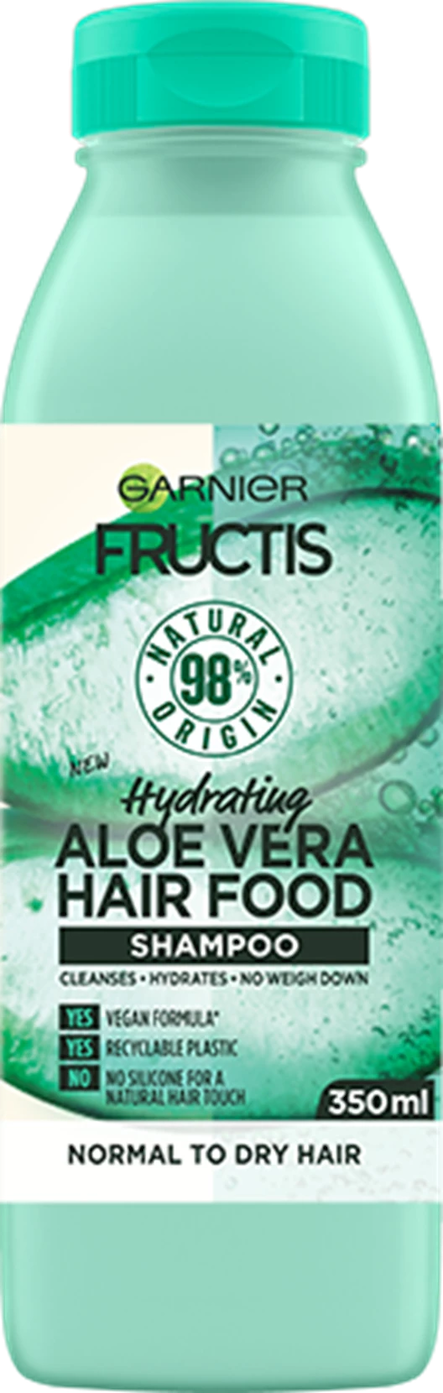 GARNIER
FRUCTIS
NATURAL
98%
ORIGIN
NEW
Hydrating
ALOE VERA
HAIR FOOD
SHAMPOO
CLEANSES • HYDRATES • NO WEIGH DOWN
YES VEGAN FORMULA*
YES RECYCLABLE PLASTIC
NO NO SILICONE FOR A
NATURAL HAIR TOUCH
350ml
NORMAL TO DRY HAIR